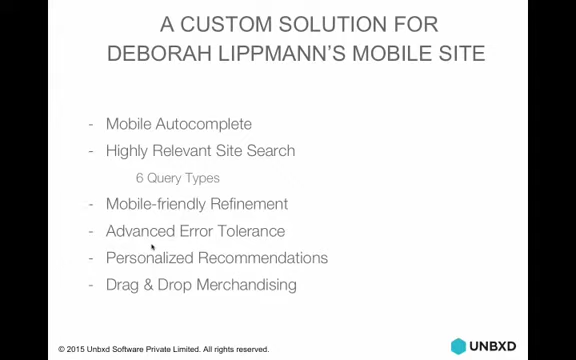 A CUSTOM SOLUTION FOR
DEBORAH LIPPMANN'S MOBILE SITE
- Mobile Autocomplete
- Highly Relevant Site Search
6 Query Types
- Mobile-friendly Refinement
- Advanced Error Tolerance
- Personalized Recommendations
- Drag & Drop Merchandising
© 2015 Unbxd Software Private Limited. All rights reserved.
UNBXD